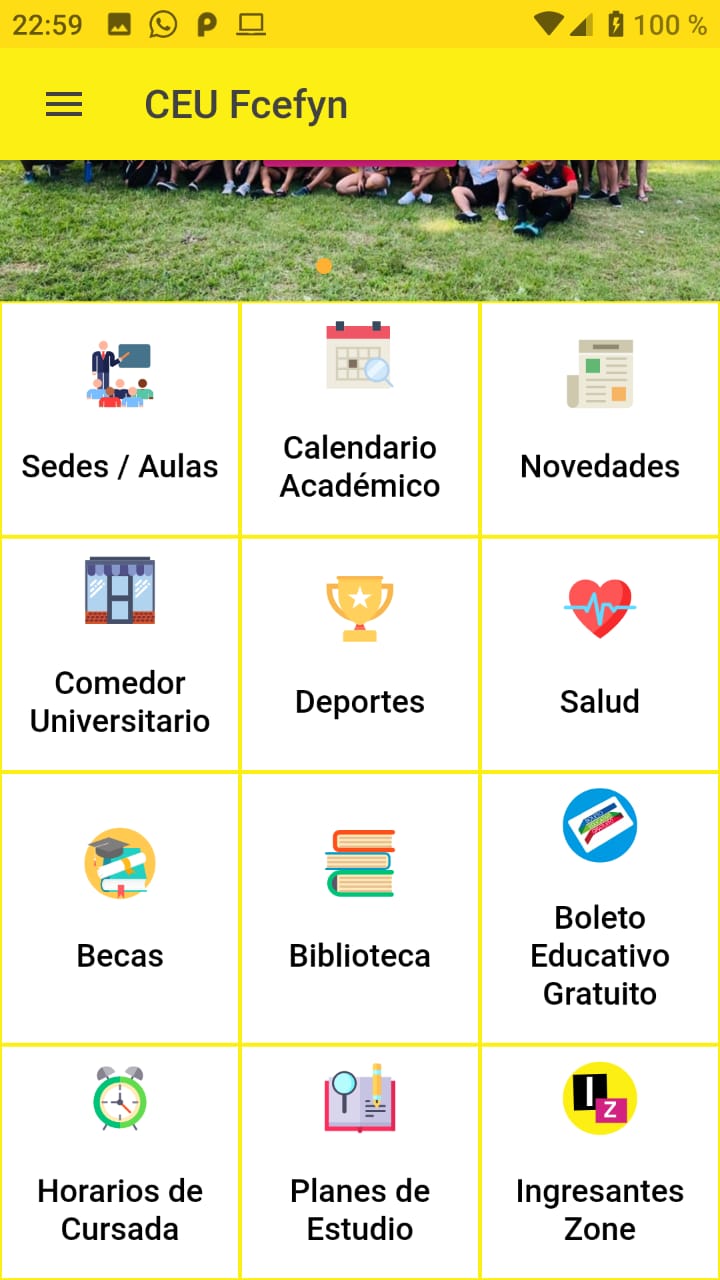 22:59
100 %
CEU Fcefyn
Sedes / Aulas
Calendario
Académico
Novedades
Comedor
Universitario
Deportes
Salud
Becas
Biblioteca
Boleto
Educativo
Gratuito
Horarios de
Cursada
Planes de
Estudio
I
Z
Ingresantes
Zone